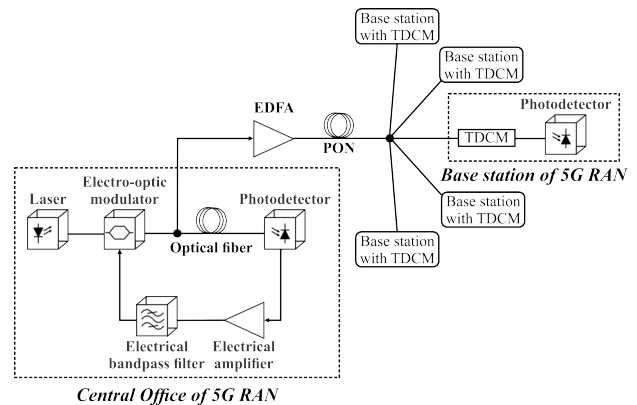 Base station
with TDCM
Base station
with TDCM
EDFA
PON
Photodetector
TDCM
Base station of 5G RAN
Base station
with TDCM
Base station
with TDCM
Laser
Electro-optic
modulator
Optical fiber
Photodetector
Electrical
bandpass filter
Electrical
amplifier
Central Office of 5G RAN